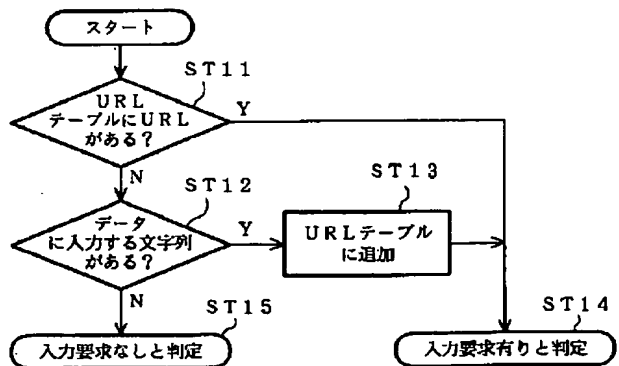 スタート
ST11
URL
テーブルにURL
がある?
Y
N
ST12
データ
に入力する文字列
がある?
Y
N
ST13
URLテーブル
に追加
ST15
入力要求なしと判定
ST14
入力要求有りと判定